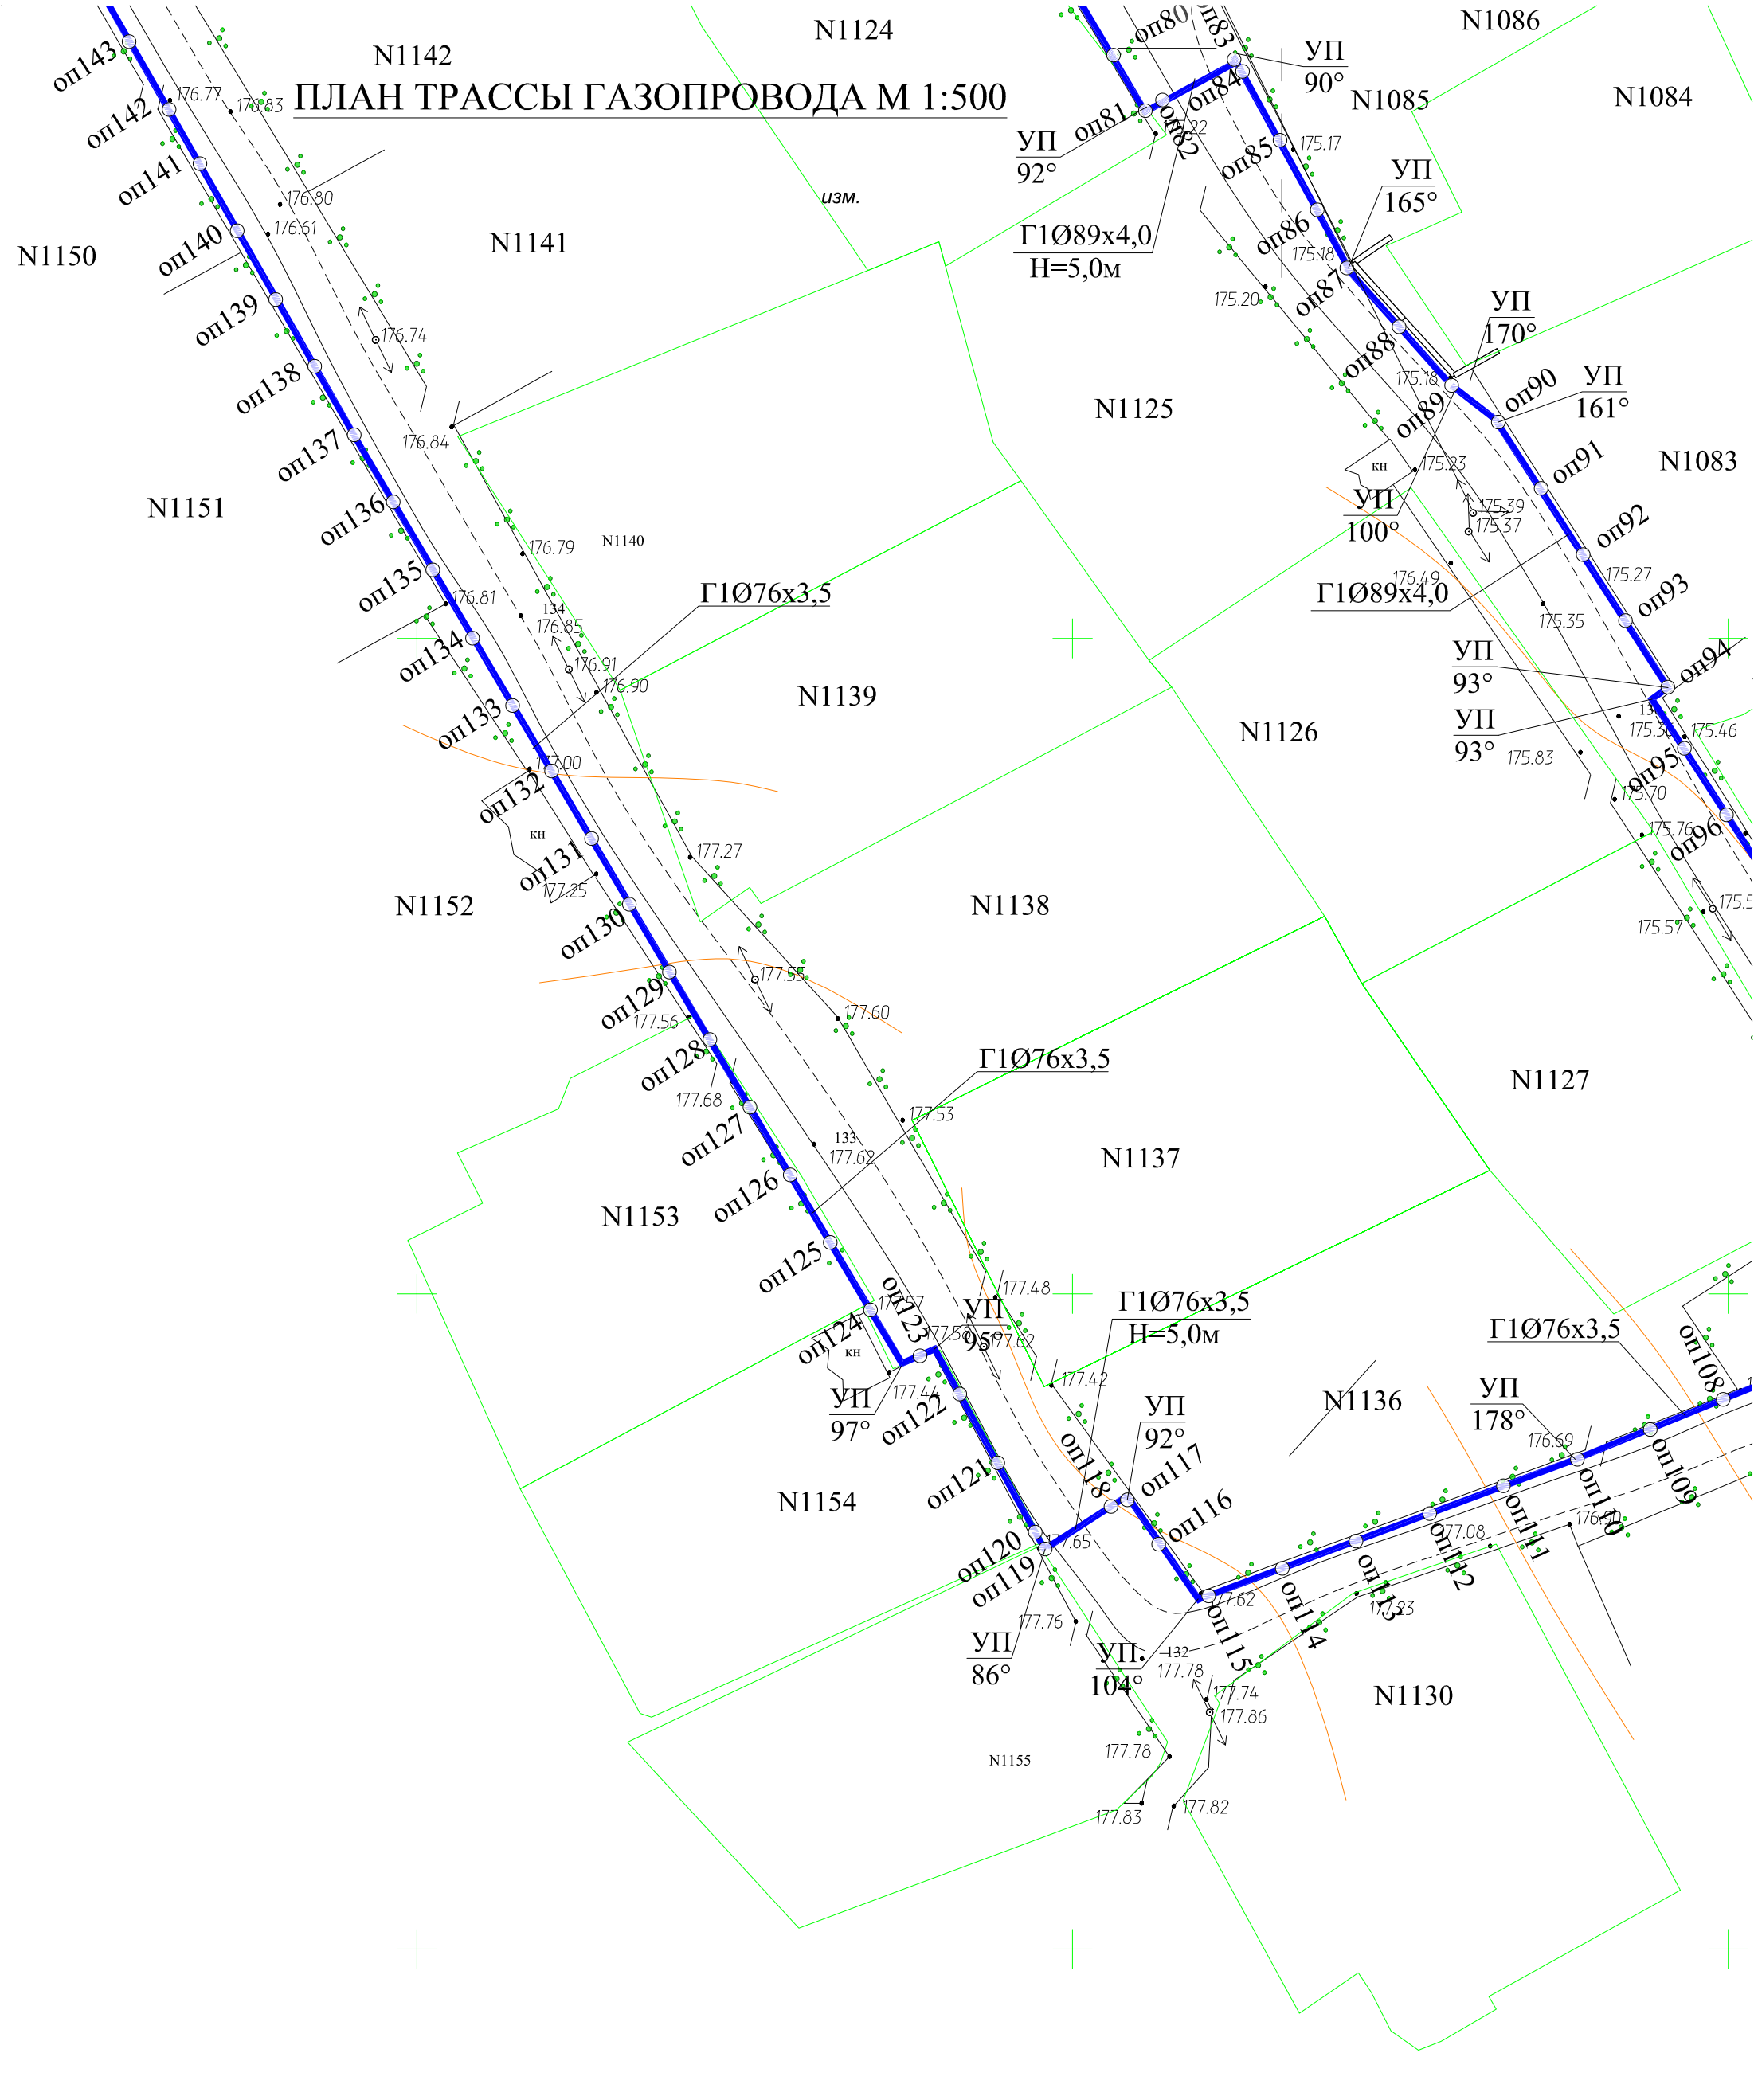 N1124
N1086
N1142
оп143
оп80
оп83
УП
90°
176.77
176.83
ПЛАН ТРАССЫ ГАЗОПРОВОДА М 1:500
оп84
N1085
N1084
оп142
оп81
оп82
УП
92°
175.17
оп85
оп141
УП
165°
176.80
изм.
176.61
оп140
N1150
N1141
Г1Ø89х4,0
Н=5,0м
оп86
175.18
оп87
175.20
оп139
УП
170°
176.74
оп138
оп88
175.18
оп89
оп90
УП
161°
N1125
176.84
оп137
кн
175.23
оп91
N1083
УП
100°
175.39
175.37
N1151
оп136
N1140
176.79
оп92
176.49
175.27
Г1Ø76х3,5
Г1Ø89х4,0
оп135
176.81
134
176.85
175.35
оп93
оп134
176.91
176.90
УП
93°
оп94
N1139
УП
93°
оп133
N1126
175.46
175.83
177.00
оп132
оп95
175.70
кн
175.76
оп96
оп131
177.27
177.25
N1152
оп130
N1138
175.57
177.55
оп129
177.56
177.60
оп128
Г1Ø76х3,5
N1127
177.68
177.53
оп127
133
177.62
N1137
оп126
N1153
оп125
177.48
177.57
оп123
УП
95°
177.58
177.62
Г1Ø76х3,5
Н=5,0м
Г1Ø76х3,5
оп124
кн
оп108
177.42
177.44
УП
97°
оп122
N1136
УП
178°
УП
92°
176.69
оп118
оп117
оп109
оп121
N1154
оп116
оп110
176.90
оп111
177.08
оп112
177.65
оп120
оп119
177.62
оп113
177.23
оп114
оп115
177.76
УП
86°
УП
104°
132
177.78
177.74
177.86
N1130
N1155
177.78
177.83
177.82